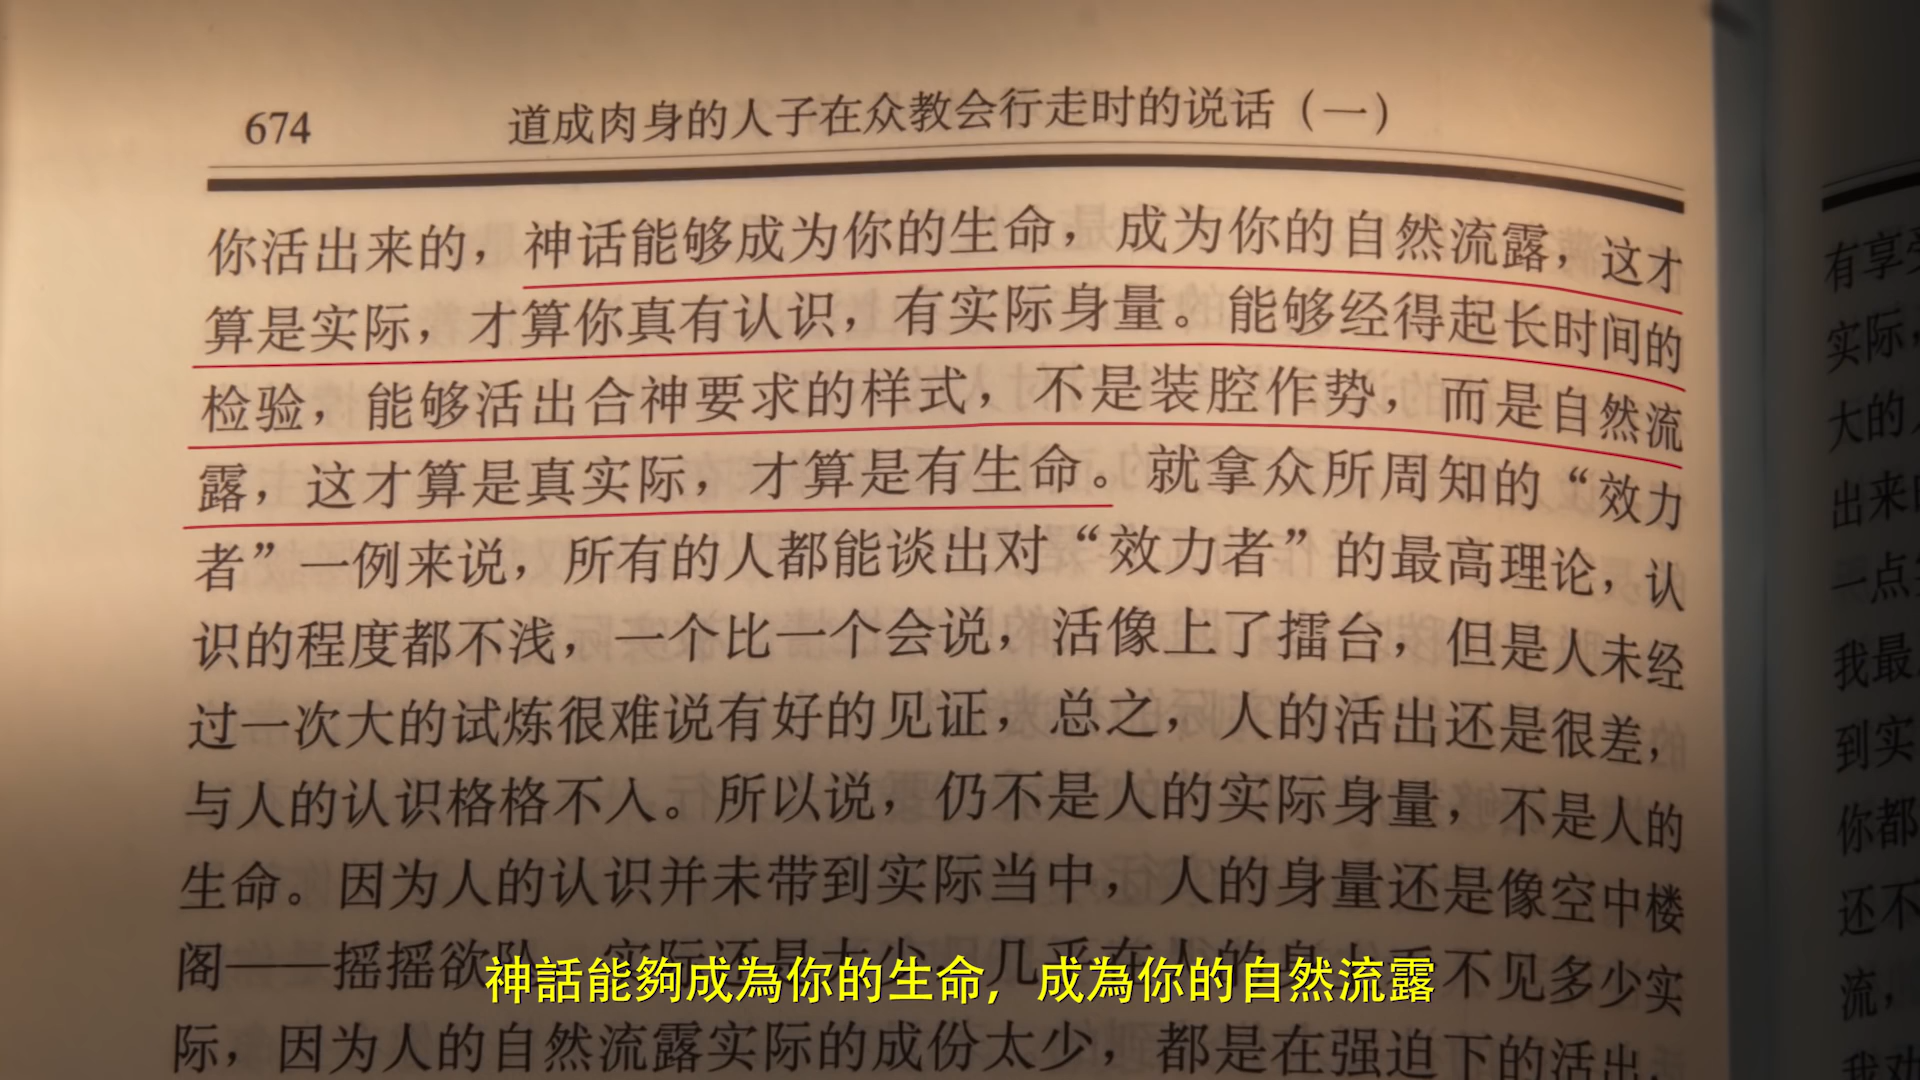 674 道成肉身的人子在众教会行走时的说话（一）
你活出来的，神话能够成为你的生命，成为你的自然流露，这才
算是实际，才算你真有认识，有实际身量。能够经得起长时间的
检验，能够活出合神要求的样式，不是装腔作势，而是自然流
露，这才算是真实际，才算是有生命。就拿众所周知的“效力
者”一例来说，所有的人都能谈出对“效力者”的最高理论，认
识的程度都不浅，一个比一个会说，活像上了擂台，但是人未经
过一次大的试炼很难说有好的见证，总之，人的活出还是很差，
与人的认识格格不入。所以说，仍不是人的实际身量，不是人的
生命。因为人的认识并未带到实际当中，人的身量还是像空中楼
阁——摇摇欲 不见多少实
神話能夠成為你的生命，成為你的自然流露
际，因为人的自然流露实际的成份太少，都是在强迫下的活出，
有享受
实际，
大的
出来
一点
我最
到实
你都
还不
流，